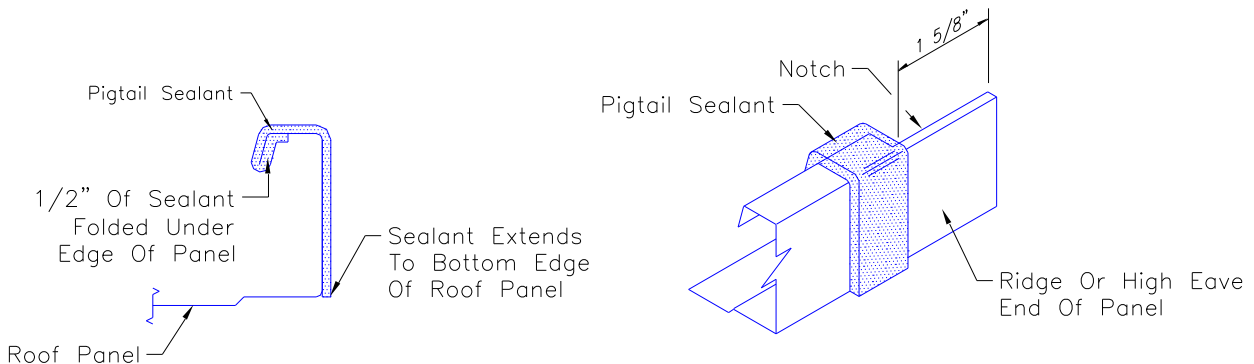 Pigtail Sealant
1/2” Of Sealant
Folded Under
Edge Of Panel
Sealant Extends
To Bottom Edge
Of Roof Panel
Roof Panel
1 5/8”
Notch
Pigtail Sealant
Ridge Or High Eave
End Of Panel